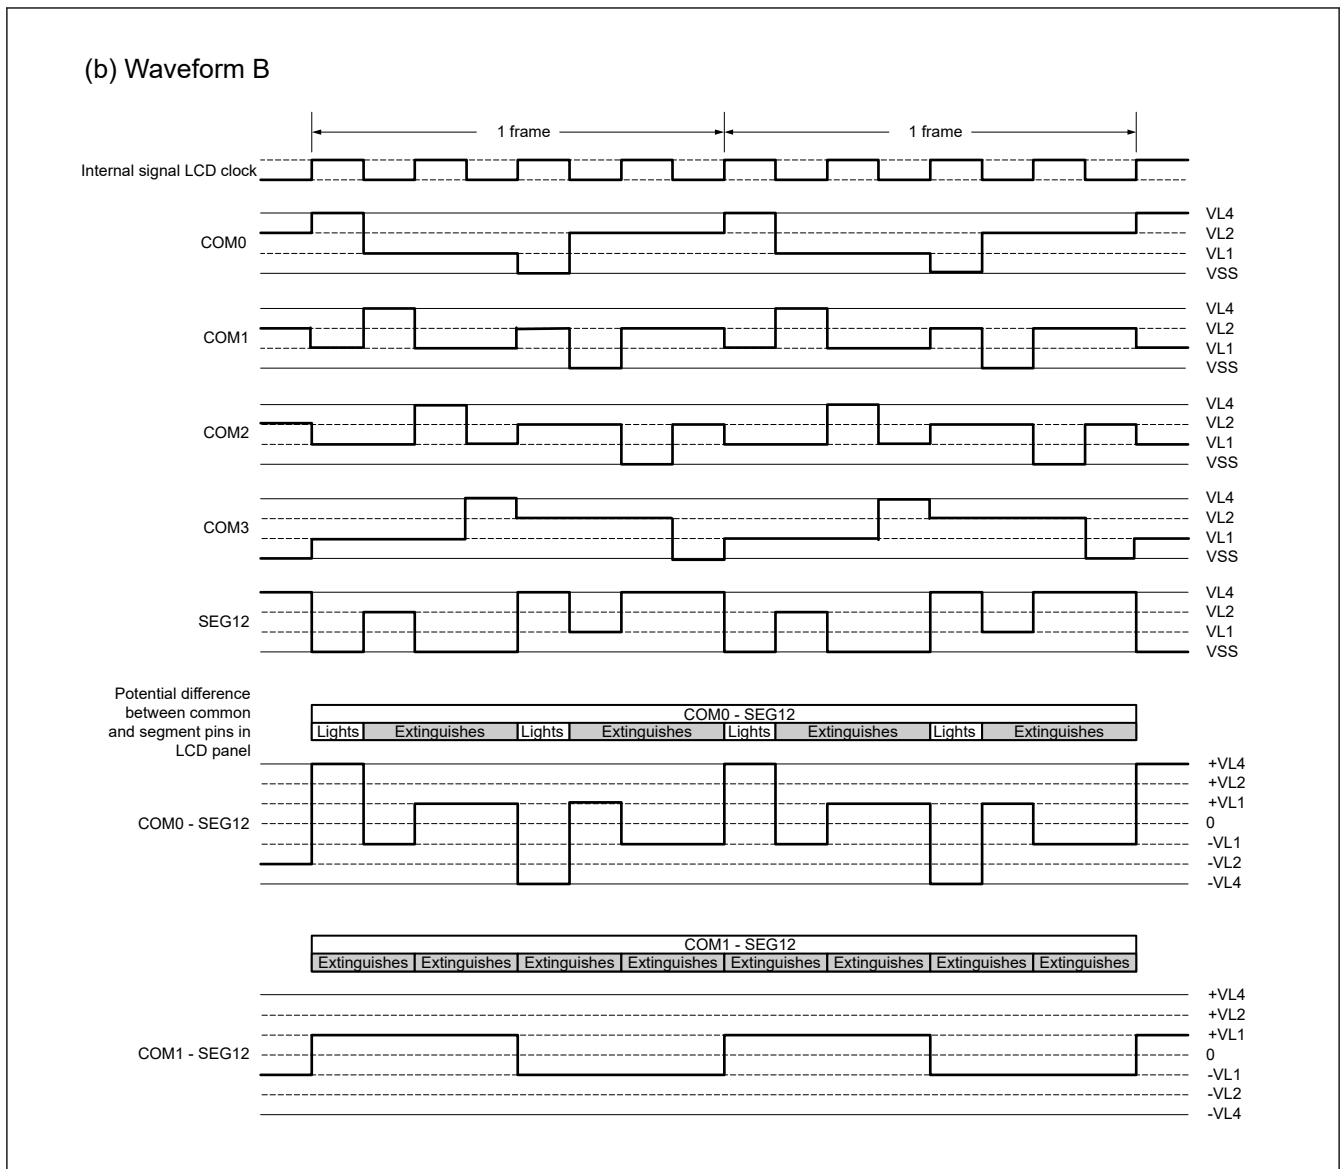 (b) Waveform B
1 frame 1 frame
Internal signal LCD clock
VL4
VL2
COM0
VL1
VSS
VL4
VL2
COM1
VL1
VSS
VL4
VL2
COM2
VL1
VSS
VL4
VL2
COM3
VL1
VSS
VL4
VL2
SEG12
VL1
VSS
Potential difference
between common
and segment pins in
LCD panel
COM0 - SEG12
Lights Extinguishes Lights Extinguishes Lights Extinguishes Lights Extinguishes
+VL4
+VL2
+VL1
COM0 - SEG12
0
-VL1
-VL2
-VL4
COM1 - SEG12
Extinguishes Extinguishes Extinguishes Extinguishes Extinguishes Extinguishes Extinguishes Extinguishes
+VL4
+VL2
+VL1
COM1 - SEG12
0
-VL1
-VL2
-VL4